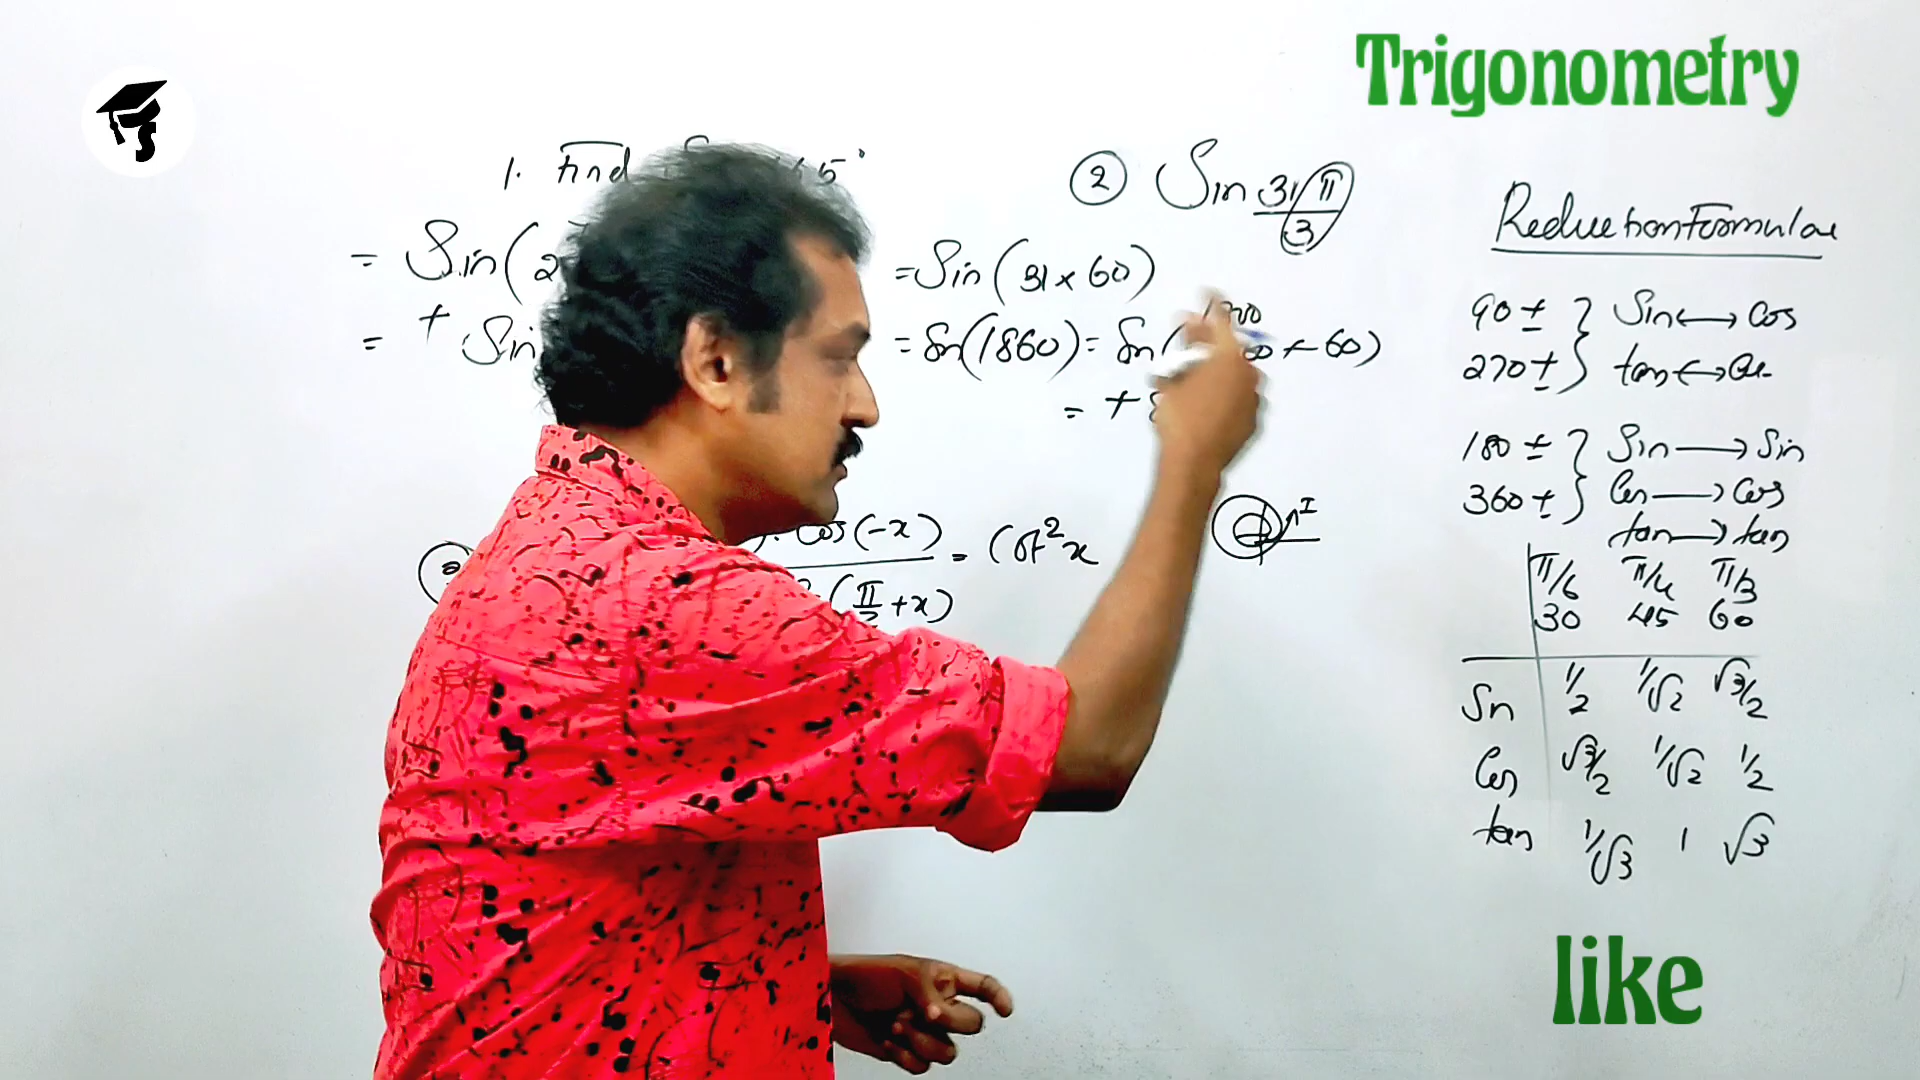 Trigonometry
1. Find
= Sin(2
= + Sin
② Sin 31π/3
= Sin(31×60)
= Sin(1860) = Sin( +60)
= +
Cos(-x)
= Cot²x
(π/2 +x)
I
Reduction Formulae
90 ± } Sin ⟷ Cos
270 ± } tan ⟷ Cot
180 ± } Sin ⟶ Sin
360 ± } Cos ⟶ Cos
tan ⟶ tan
π/6 π/4 π/3
30 45 60
Sin 1/2 1/√2 √3/2
Cos √3/2 1/√2 1/2
tan 1/√3 1 √3
like